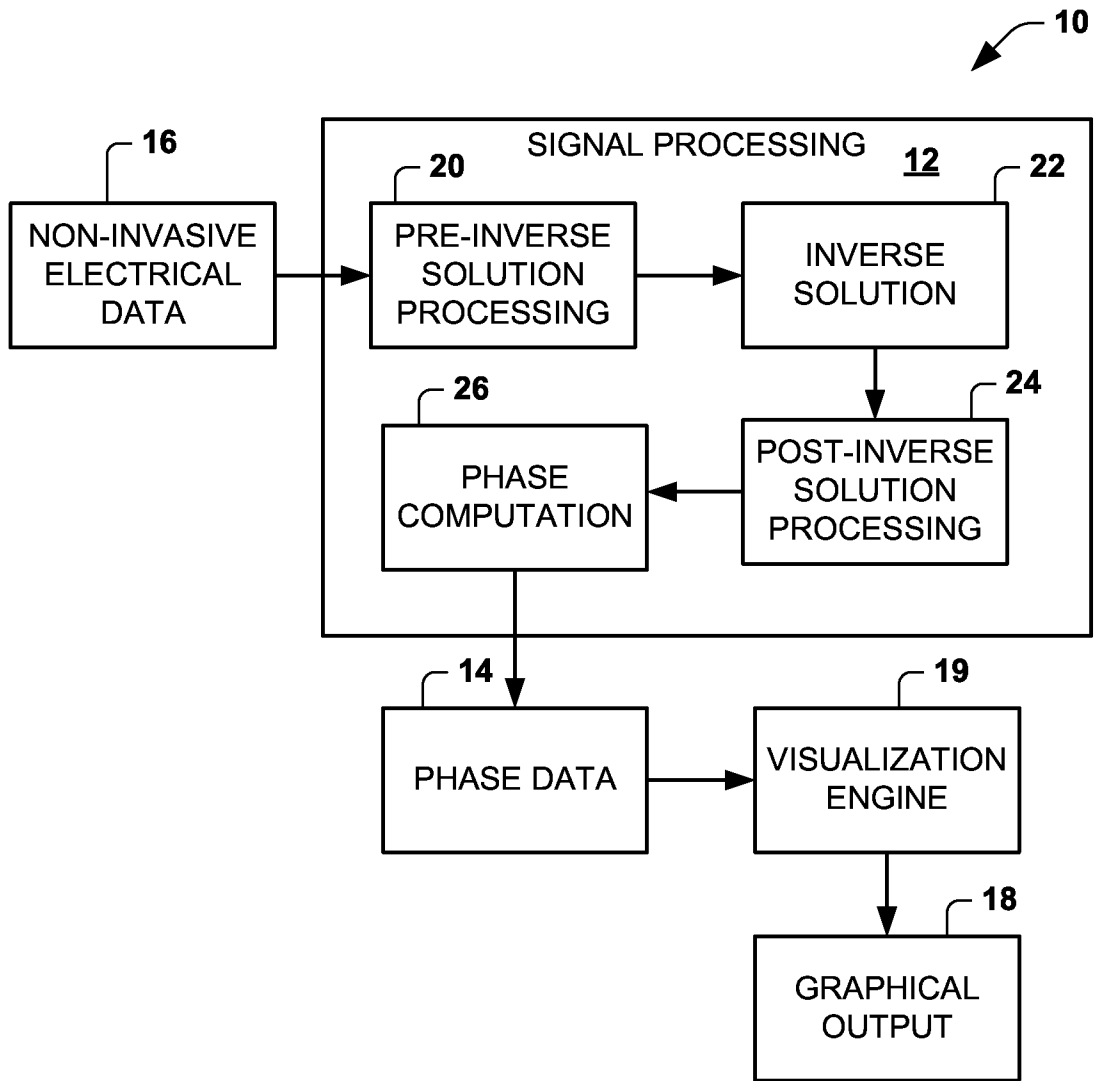 10
16
NON-INVASIVE
ELECTRICAL
DATA
SIGNAL PROCESSING
12
20
PRE-INVERSE
SOLUTION
PROCESSING
22
INVERSE
SOLUTION
24
POST-INVERSE
SOLUTION
PROCESSING
26
PHASE
COMPUTATION
14
PHASE DATA
19
VISUALIZATION
ENGINE
18
GRAPHICAL
OUTPUT